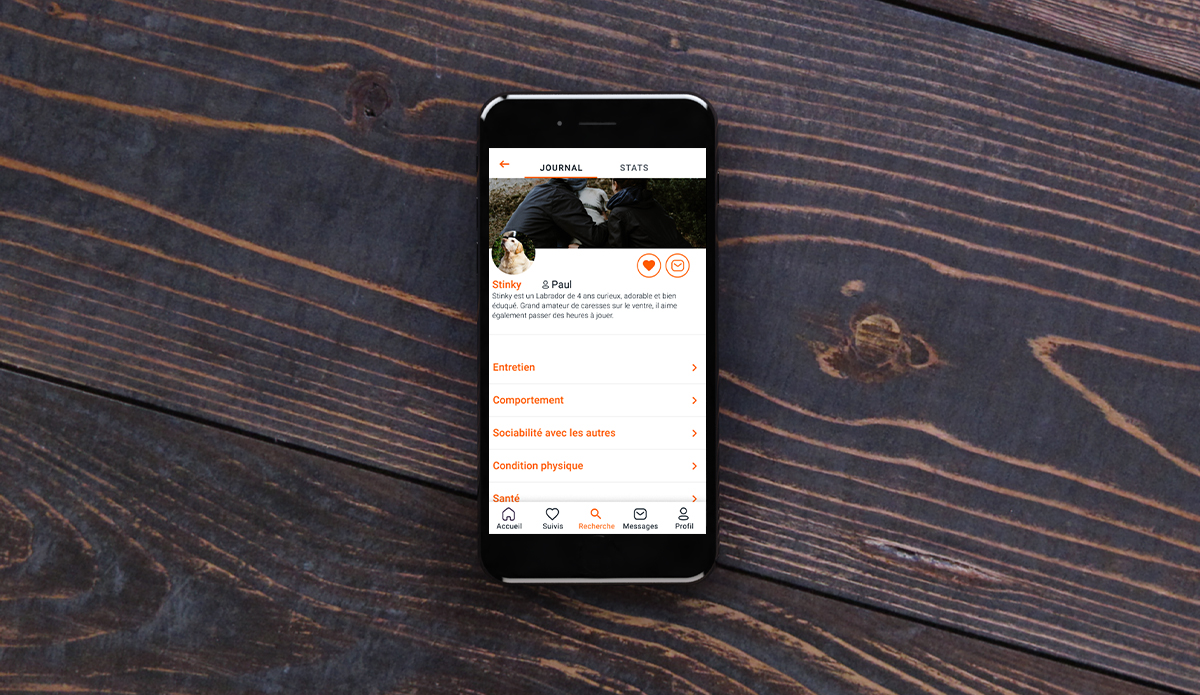 JOURNAL STATS
Stinky Paul
Stinky est un Labrador de 4 ans curieux, adorable et bien
éduqué. Grand amateur de caresses sur le ventre, il aime
également passer des heures à jouer.
Entretien
Comportement
Sociabilité avec les autres
Condition physique
Santé
Accueil Suivis Recherche Messages Profil